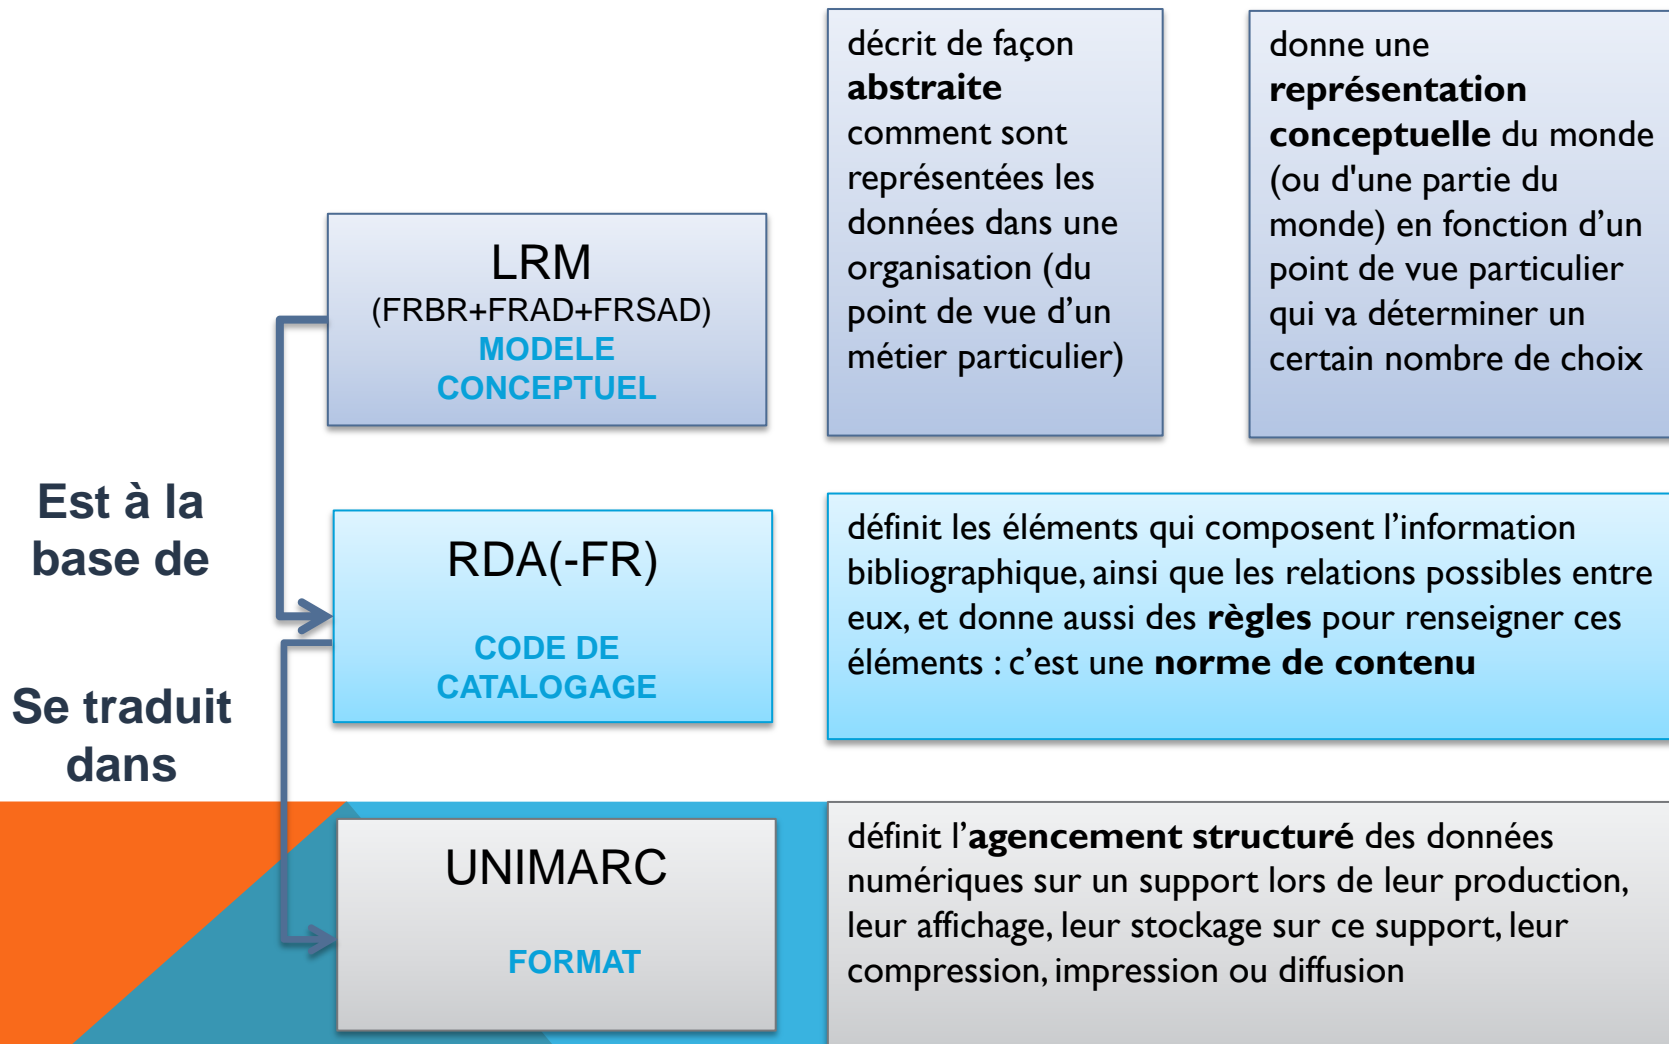 décrit de façon
abstraite
comment sont
représentées les
données dans une
organisation (du
point de vue d’un
métier particulier)
donne une
représentation
conceptuelle du monde
(ou d'une partie du
monde) en fonction d’un
point de vue particulier
qui va déterminer un
certain nombre de choix
LRM
(FRBR+FRAD+FRSAD)
MODELE
CONCEPTUEL
Est à la
base de
RDA(-FR)
CODE DE
CATALOGAGE
définit les éléments qui composent l’information
bibliographique, ainsi que les relations possibles entre
eux, et donne aussi des règles pour renseigner ces
éléments : c’est une norme de contenu
Se traduit
dans
UNIMARC
FORMAT
définit l’agencement structuré des données
numériques sur un support lors de leur production,
leur affichage, leur stockage sur ce support, leur
compression, impression ou diffusion